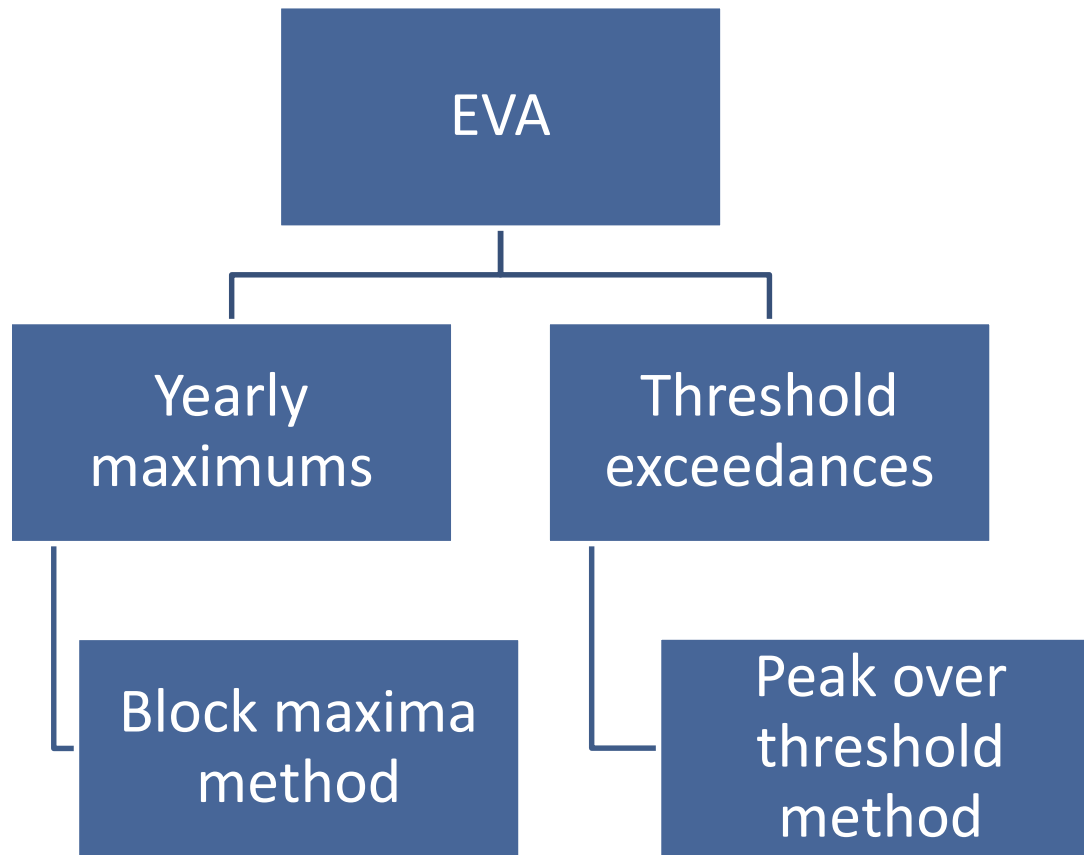 EVA
Yearly
maximums
Threshold
exceedances
Block maxima
method
Peak over
threshold
method